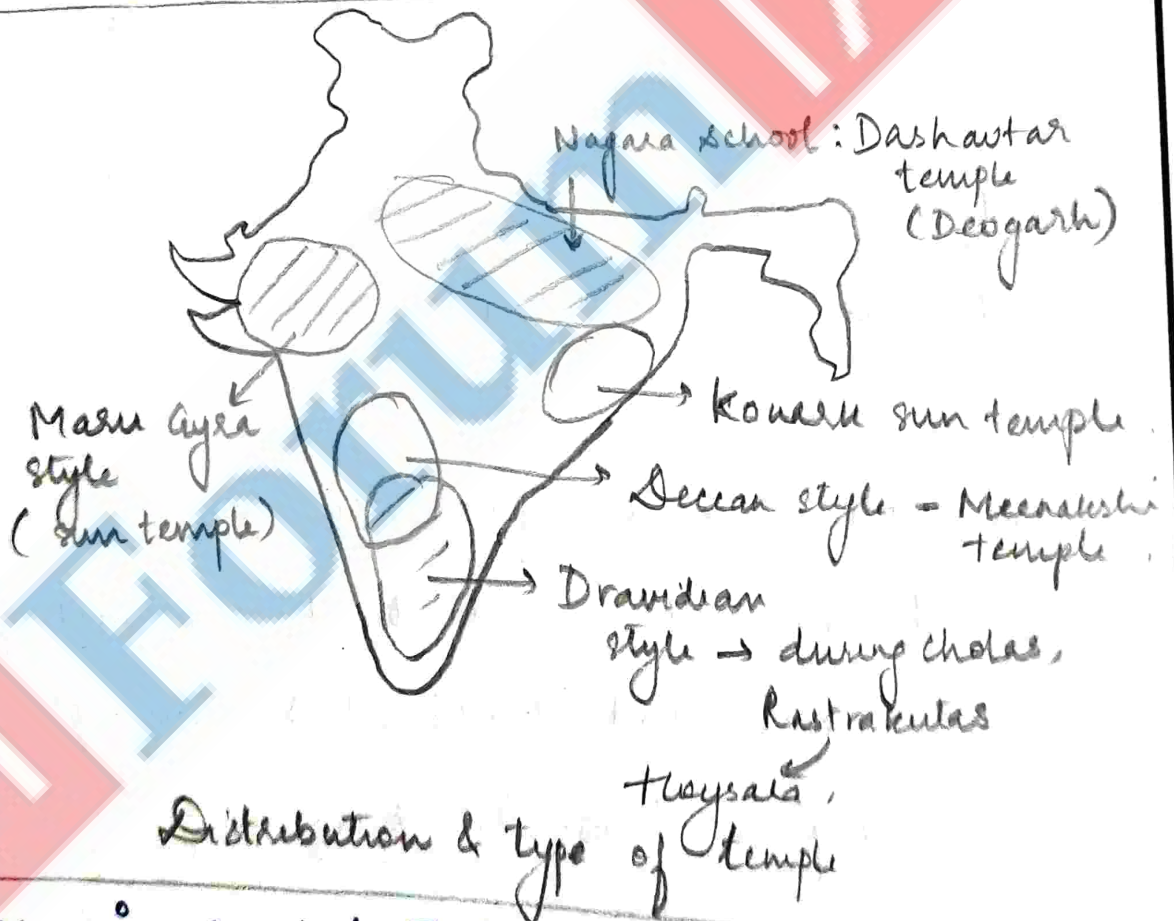 Nagara school : Dashavtar
temple
(Deogarh)
Maru Gyra
style
(sun temple)
Konark sun temple.
Deccan style - Meenakshi
temple.
Dravidian
style → during cholas,
Rastrakutas
Hoysala,
Distribution & type of temple
Forum